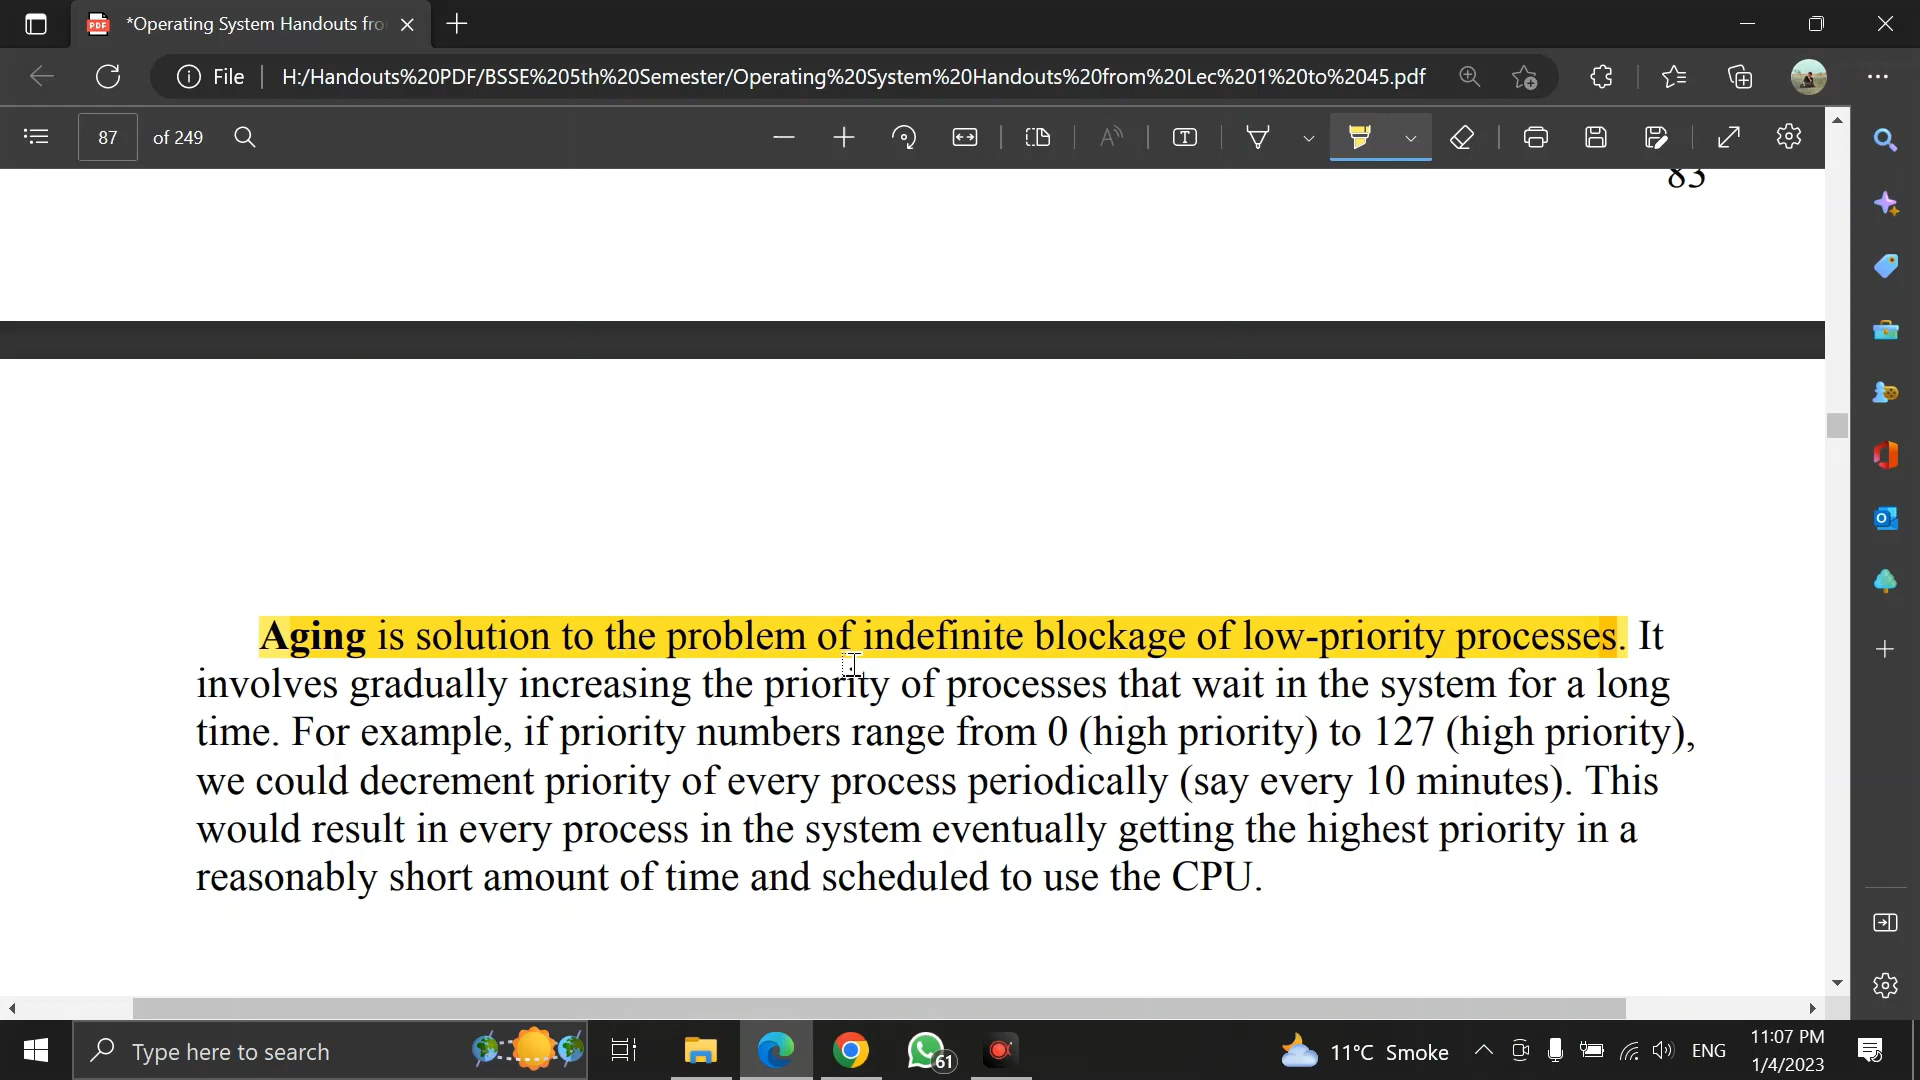 *Operating System Handouts fro
File
H:/Handouts%20PDF/BSSE%205th%20Semester/Operating%20System%20Handouts%20from%20Lec%201%20to%2045.pdf
87 of 249
83
Aging is solution to the problem of indefinite blockage of low-priority processes. It
involves gradually increasing the priority of processes that wait in the system for a long
time. For example, if priority numbers range from 0 (high priority) to 127 (high priority),
we could decrement priority of every process periodically (say every 10 minutes). This
would result in every process in the system eventually getting the highest priority in a
reasonably short amount of time and scheduled to use the CPU.
Type here to search
61
11°C Smoke
ENG
11:07 PM
1/4/2023